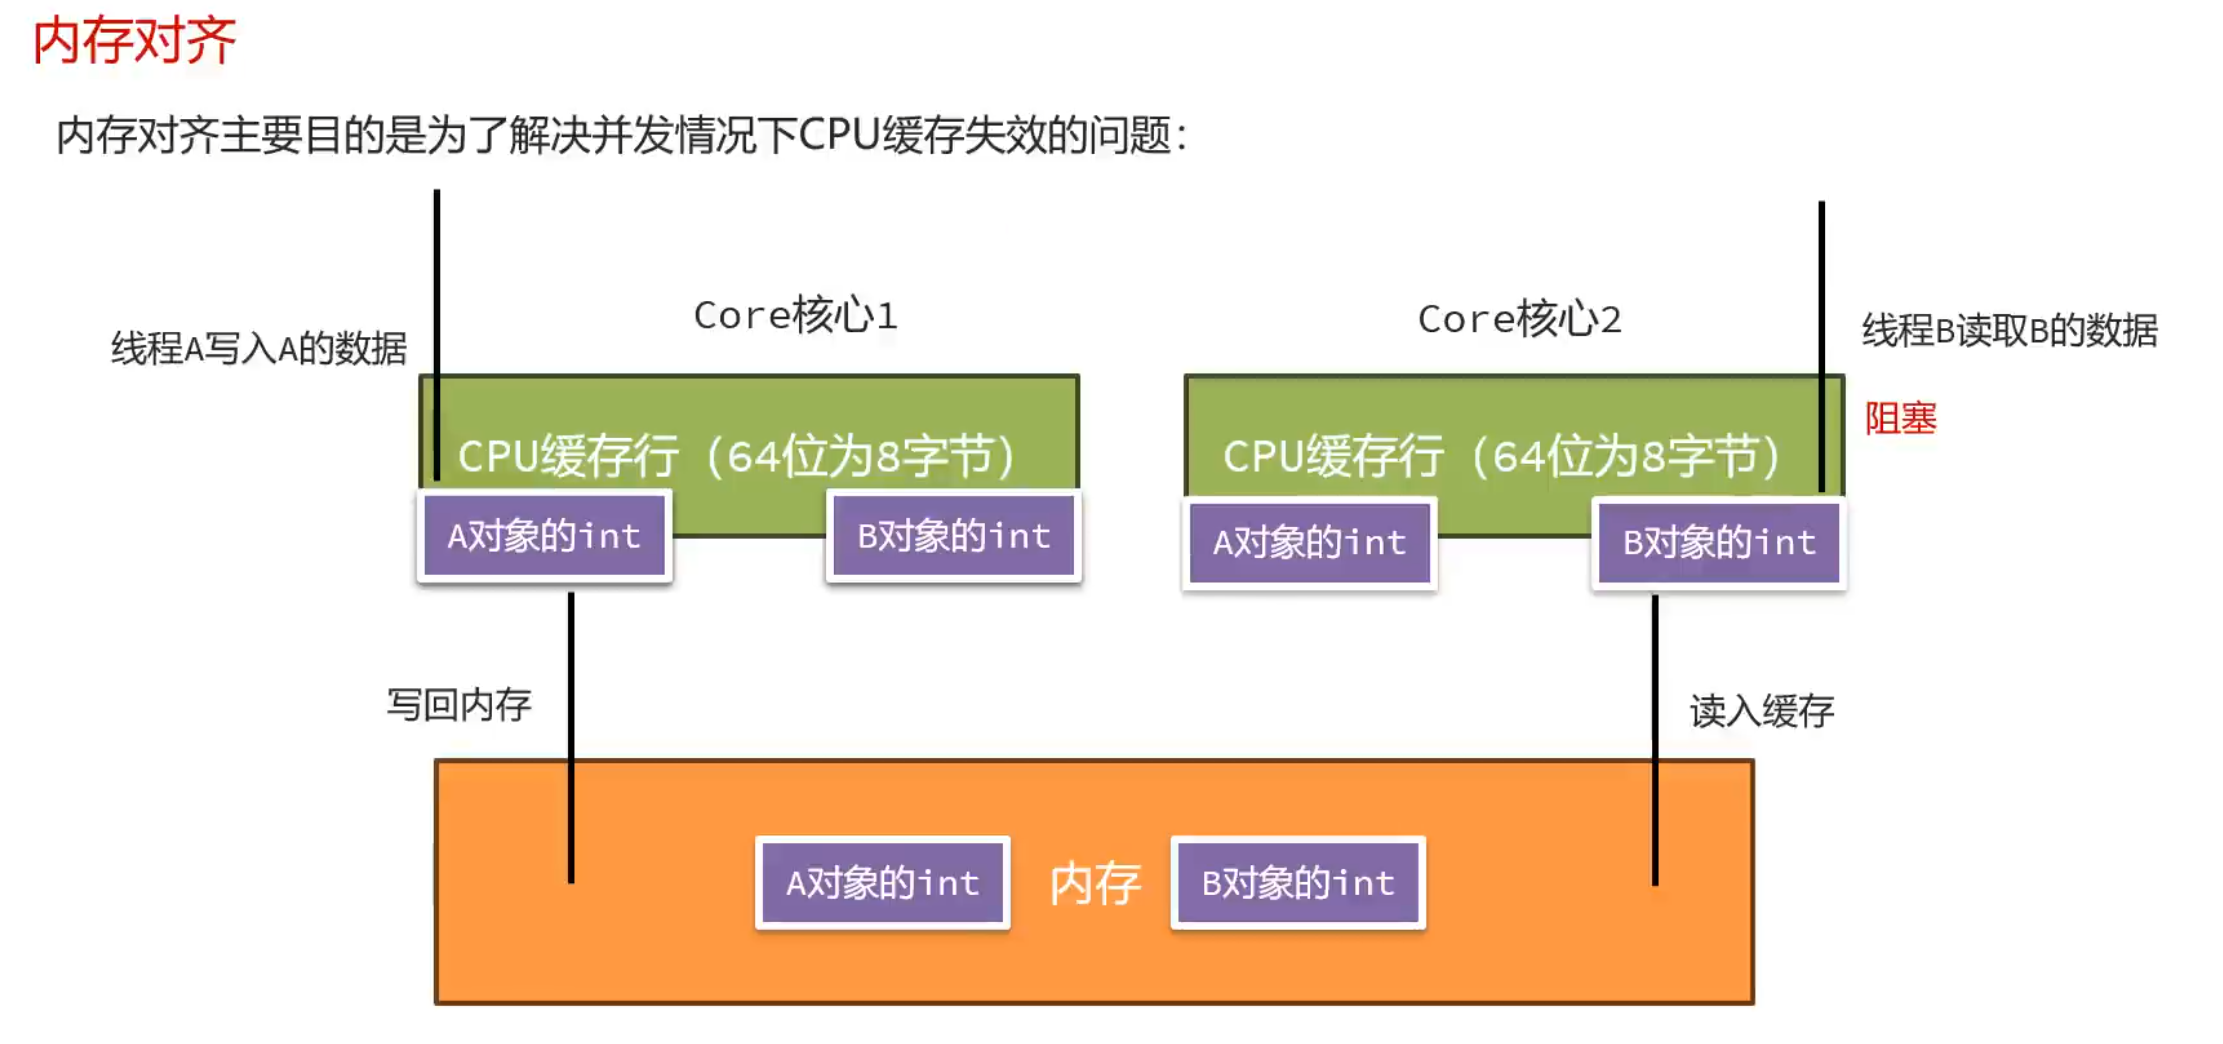 内存对齐
内存对齐主要目的是为了解决并发情况下CPU缓存失效的问题：
Core核心1
Core核心2
线程A写入A的数据
线程B读取B的数据
阻塞
CPU缓存行（64位为8字节）
CPU缓存行（64位为8字节）
A对象的int
B对象的int
A对象的int
B对象的int
写回内存
读入缓存
A对象的int
内存
B对象的int